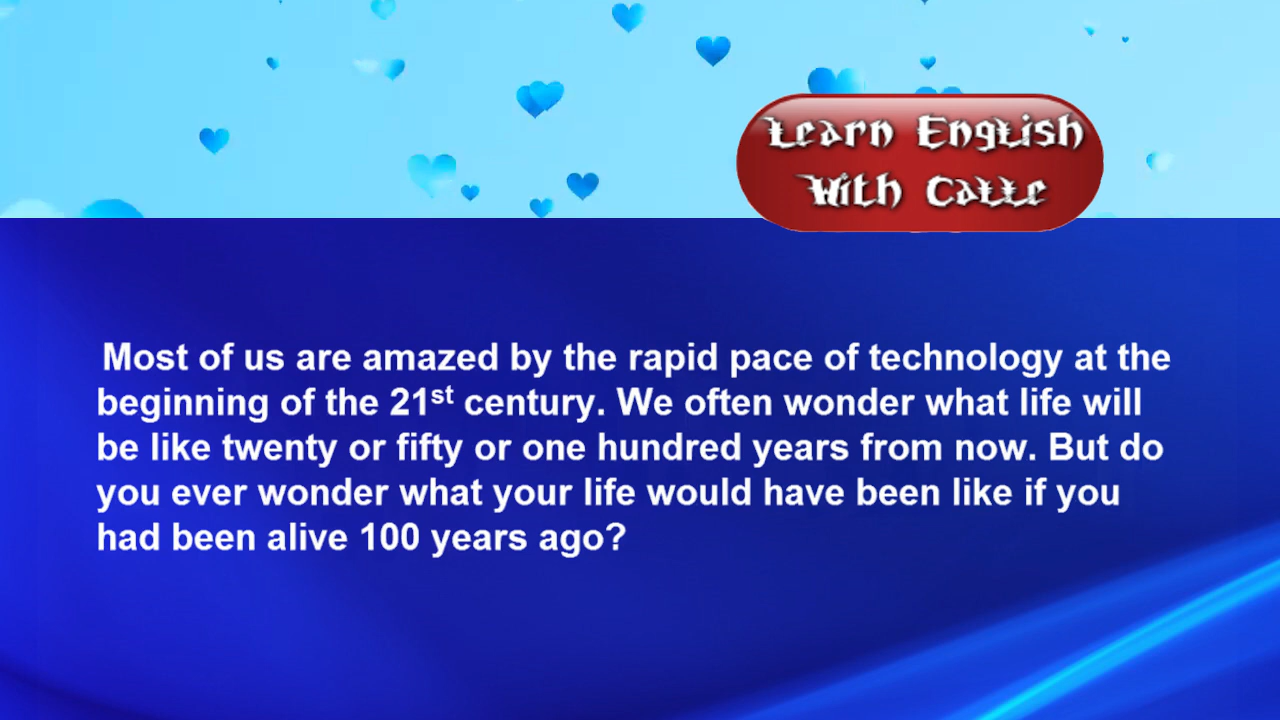 Learn English
With Catte
Most of us are amazed by the rapid pace of technology at the
beginning of the 21st century. We often wonder what life will
be like twenty or fifty or one hundred years from now. But do
you ever wonder what your life would have been like if you
had been alive 100 years ago?